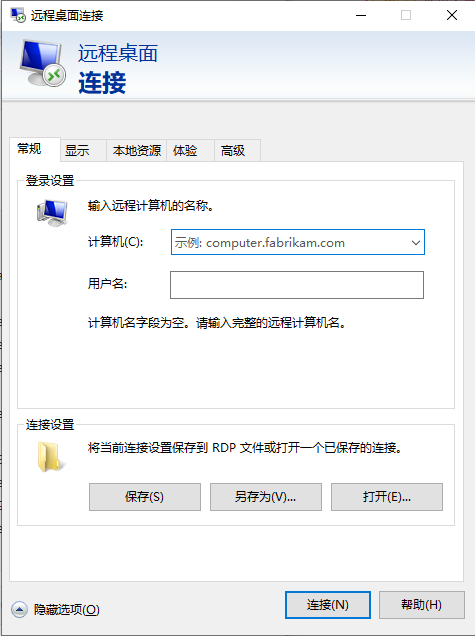 远程桌面连接
远程桌面
连接
常规 显示 本地资源 体验 高级
登录设置
输入远程计算机的名称。
计算机(C): 示例: computer.fabrikam.com
用户名:
计算机名字段为空。请输入完整的远程计算机名。
连接设置
将当前连接设置保存到 RDP 文件或打开一个已保存的连接。
保存(S) 另存为(V)... 打开(E)...
隐藏选项(O) 连接(N) 帮助(H)